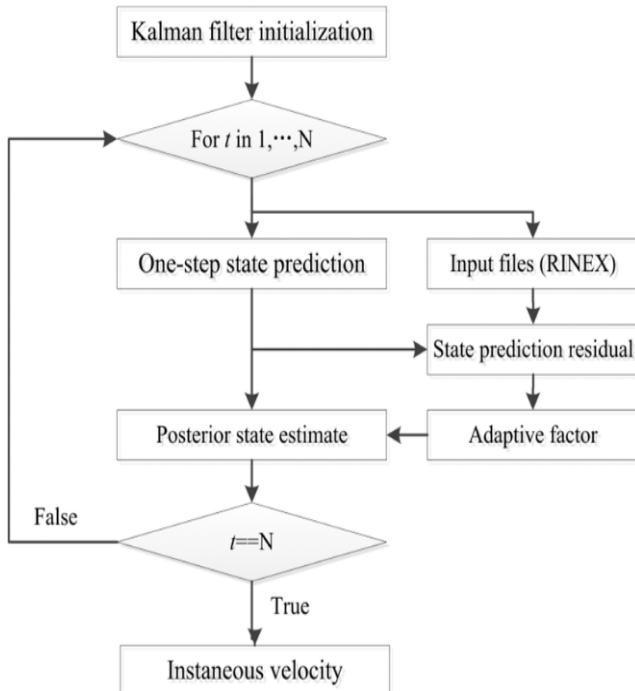 Kalman filter initialization
For t in 1,···,N
One-step state prediction
Input files (RINEX)
State prediction residual
Posterior state estimate
Adaptive factor
False
t==N
True
Instaneous velocity